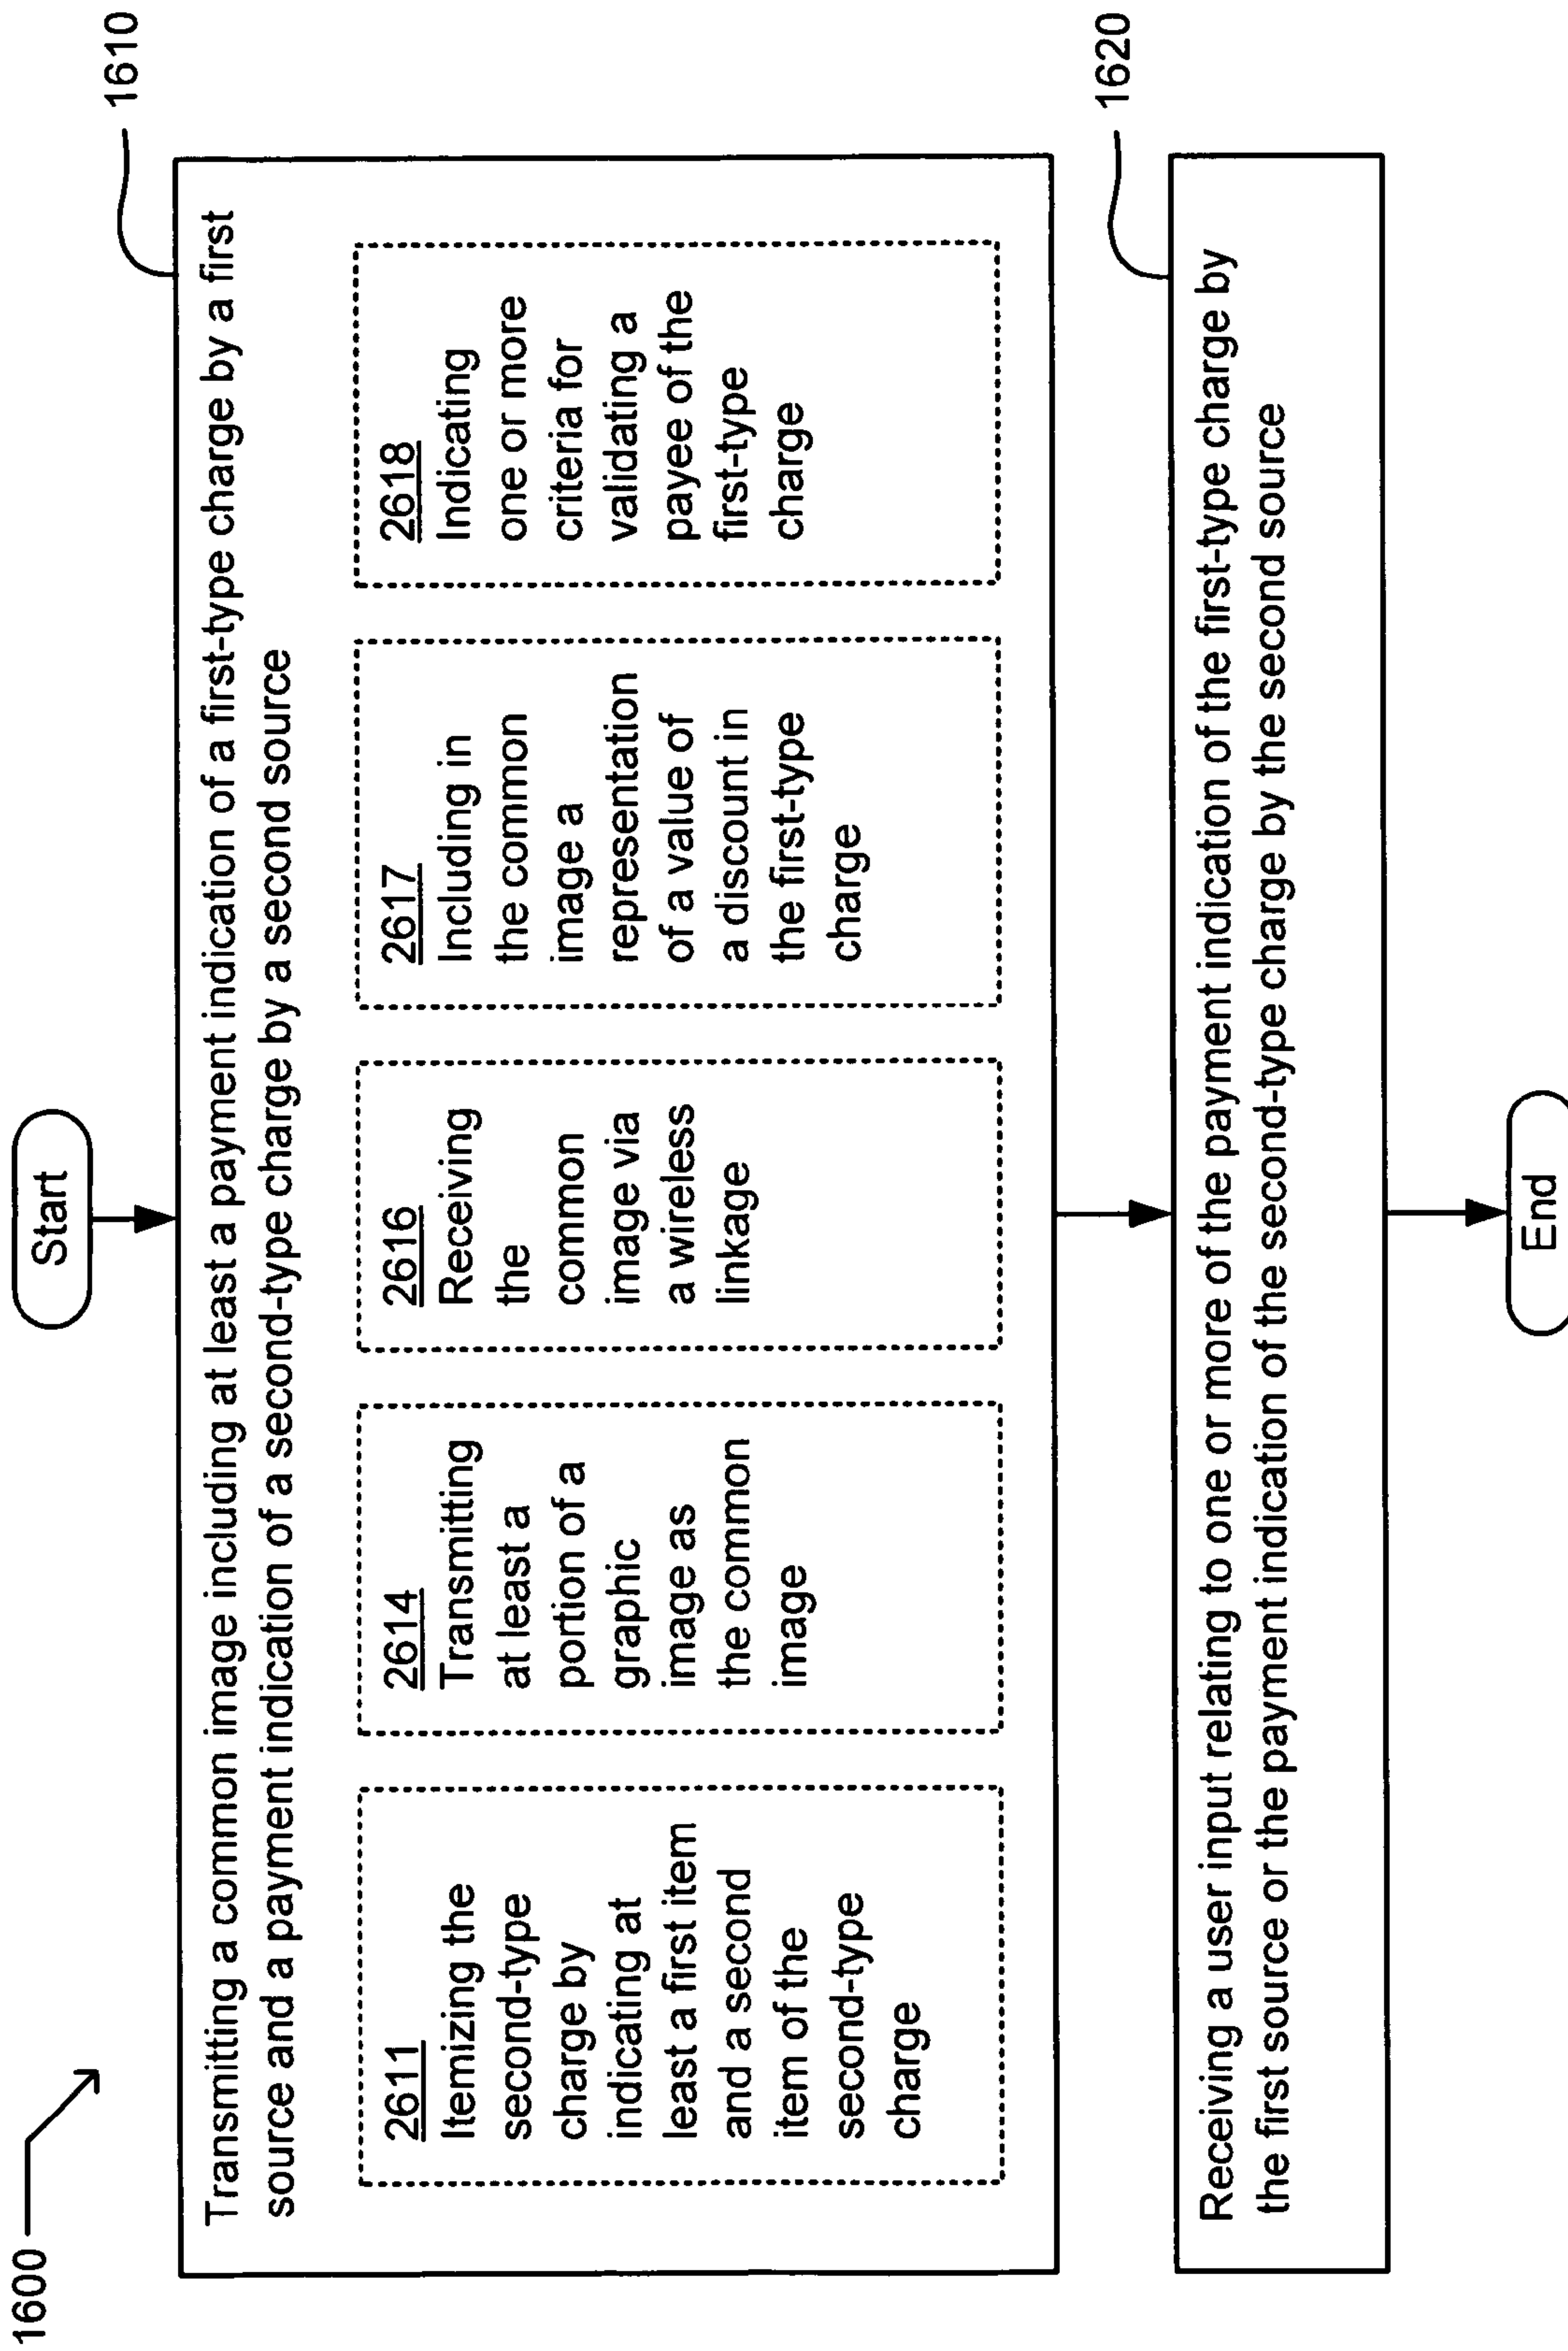 1600
Start
1610
Transmitting a common image including at least a payment indication of a first-type charge by a first
source and a payment indication of a second-type charge by a second source
2611
Itemizing the
second-type
charge by
indicating at
least a first item
and a second
item of the
second-type
charge
2614
Transmitting
at least a
portion of a
graphic
image as
the common
image
2616
Receiving
the
common
image via
a wireless
linkage
2617
Including in
the common
image a
representation
of a value of
a discount in
the first-type
charge
2618
Indicating
one or more
criteria for
validating a
payee of the
first-type
charge
1620
Receiving a user input relating to one or more of the payment indication of the first-type charge by
the first source or the payment indication of the second-type charge by the second source
End